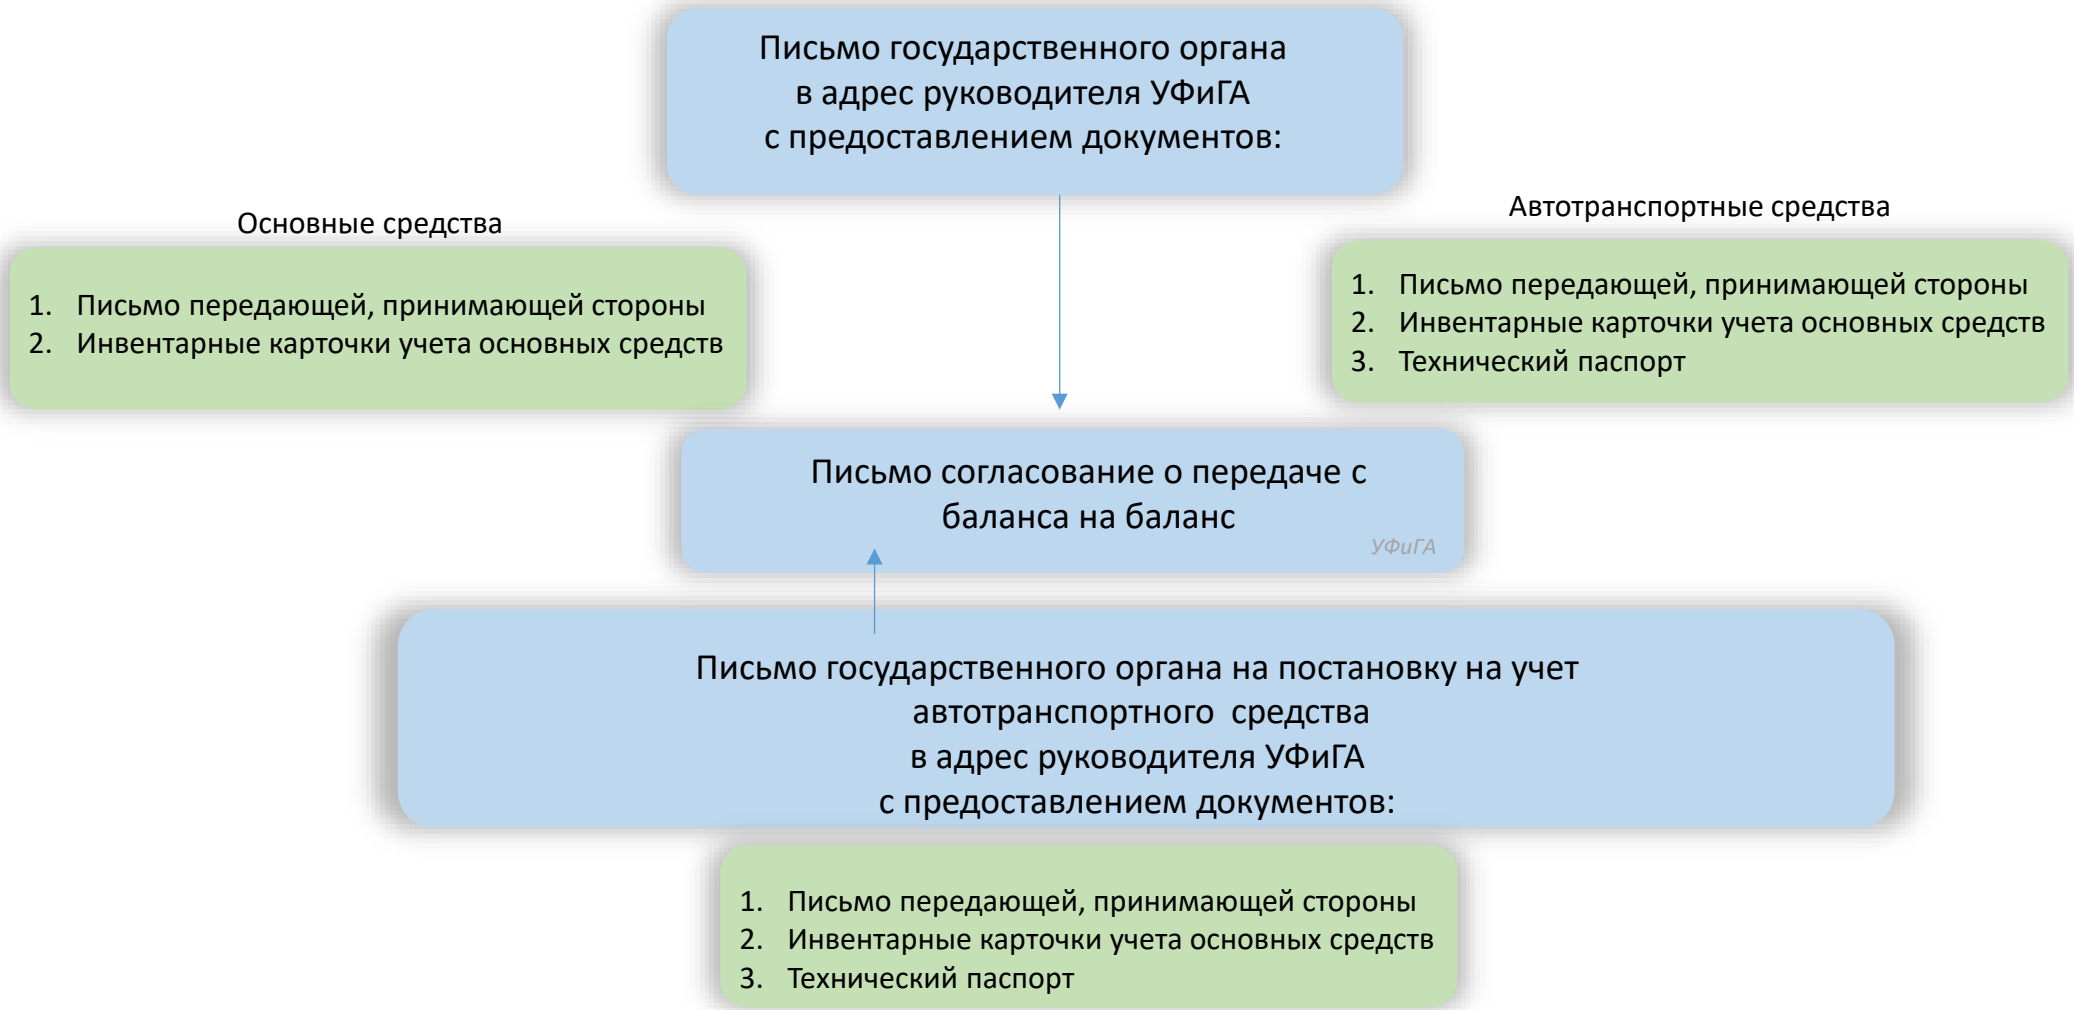 Письмо государственного органа
в адрес руководителя УФиГА
с предоставлением документов:
Основные средства
1. Письмо передающей, принимающей стороны
2. Инвентарные карточки учета основных средств
Автотранспортные средства
1. Письмо передающей, принимающей стороны
2. Инвентарные карточки учета основных средств
3. Технический паспорт
Письмо согласование о передаче с
баланса на баланс
УФиГА
Письмо государственного органа на постановку на учет
автотранспортного средства
в адрес руководителя УФиГА
с предоставлением документов:
1. Письмо передающей, принимающей стороны
2. Инвентарные карточки учета основных средств
3. Технический паспорт